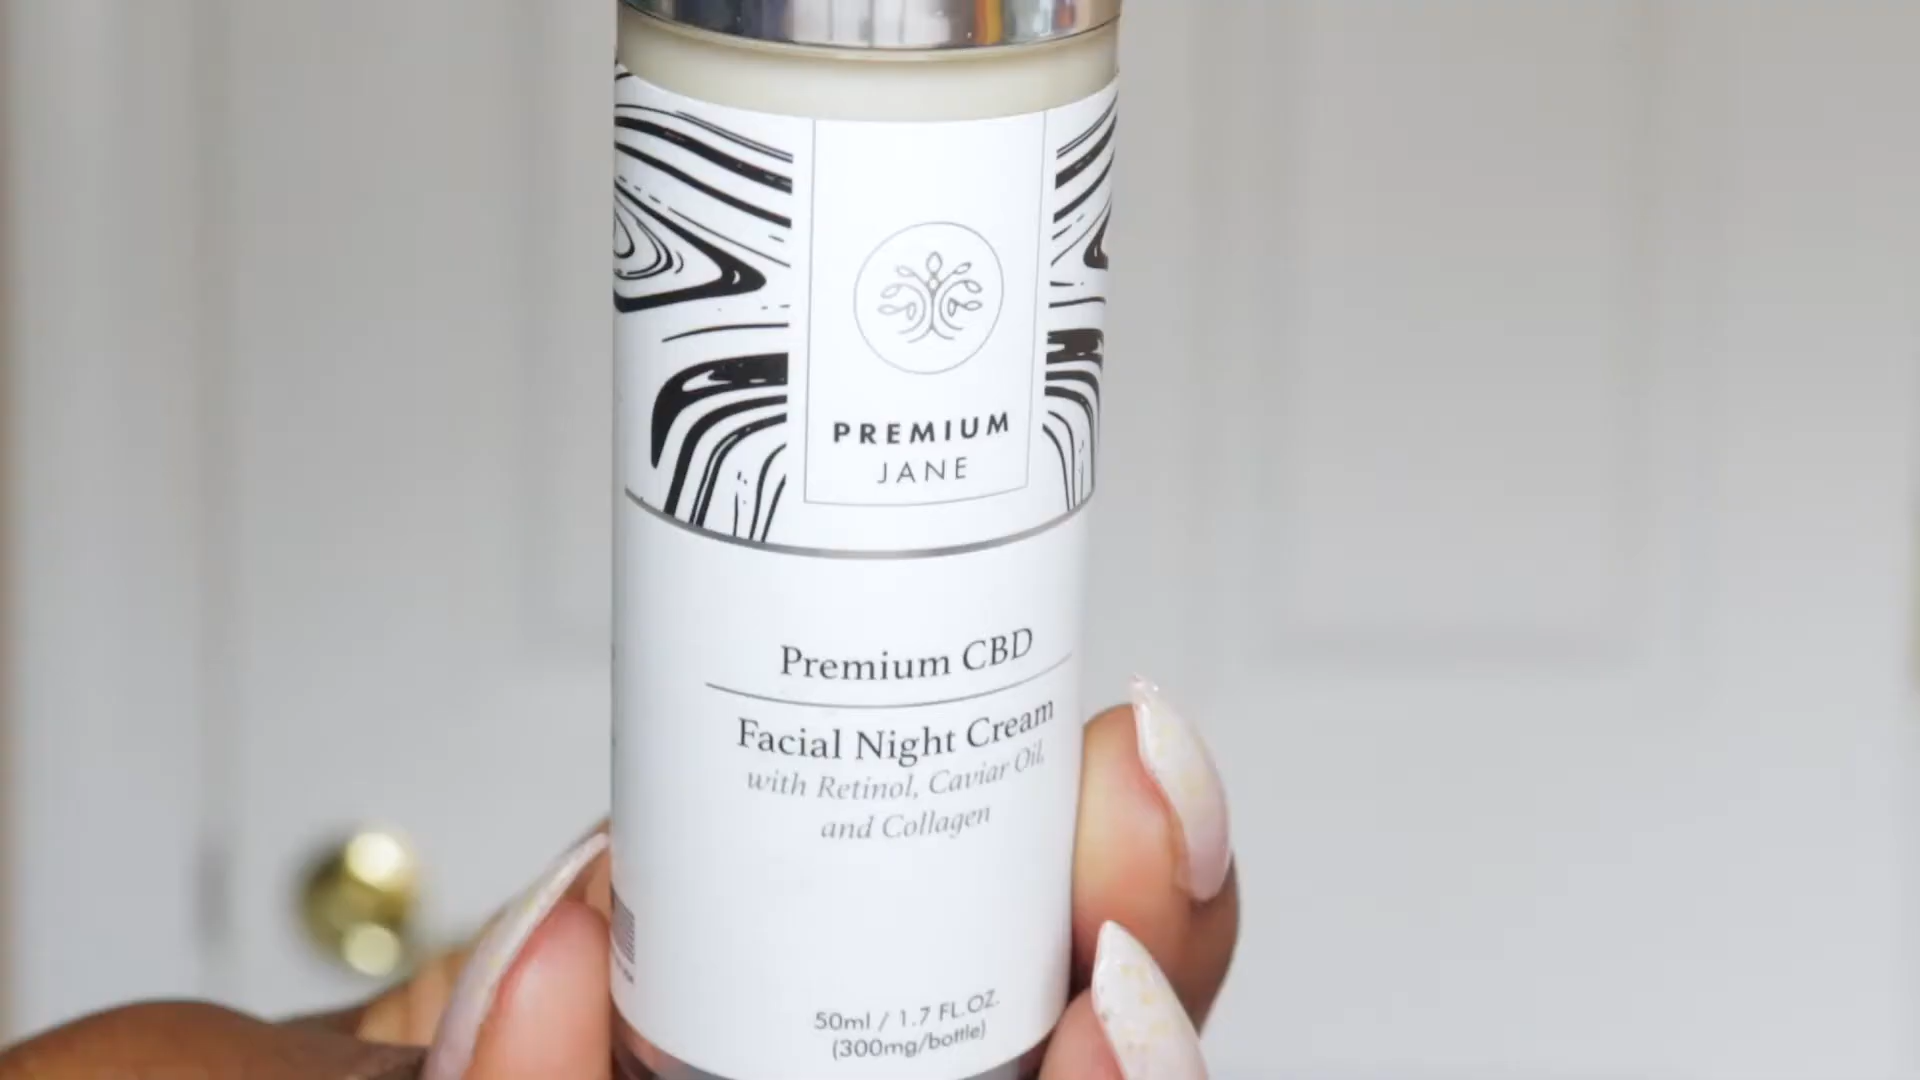 PREMIUM
JANE
Premium CBD
Facial Night Cream
with Retinol, Caviar Oil,
and Collagen
50ml / 1.7 FL.OZ.
(300mg/bottle)